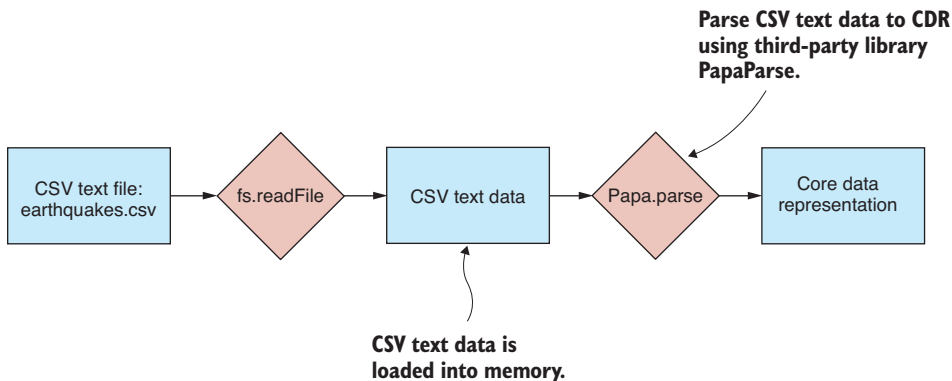 Parse CSV text data to CDR
using third-party library
PapaParse.
CSV text file:
earthquakes.csv
fs.readFile
CSV text data
Papa.parse
Core data
representation
CSV text data is
loaded into memory.